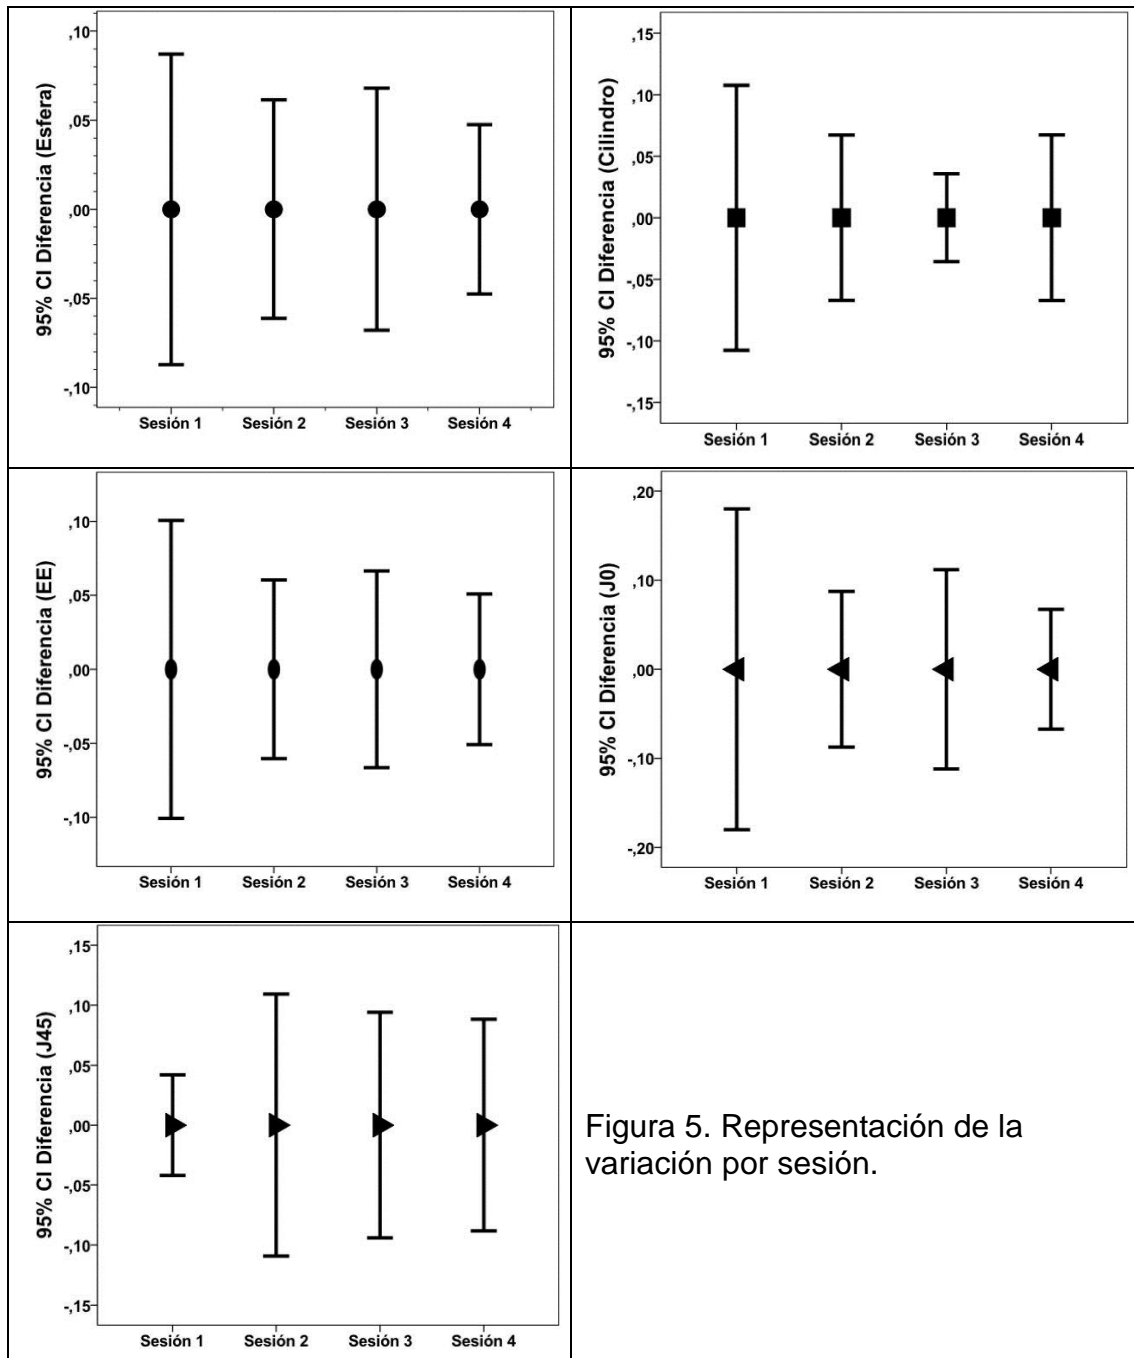 95% CI Diferencia (Esfera)
,10
,05
,00
-,05
-,10
Sesión 1 Sesión 2 Sesión 3 Sesión 4
95% CI Diferencia (Cilindro)
,15
,10
,05
,00
-,05
-,10
-,15
Sesión 1 Sesión 2 Sesión 3 Sesión 4
95% CI Diferencia (EE)
,10
,05
,00
-,05
-,10
Sesión 1 Sesión 2 Sesión 3 Sesión 4
95% CI Diferencia (J0)
,20
,10
,00
-,10
-,20
Sesión 1 Sesión 2 Sesión 3 Sesión 4
95% CI Diferencia (J45)
,15
,10
,05
,00
-,05
-,10
-,15
Sesión 1 Sesión 2 Sesión 3 Sesión 4
Figura 5. Representación de la
variación por sesión.